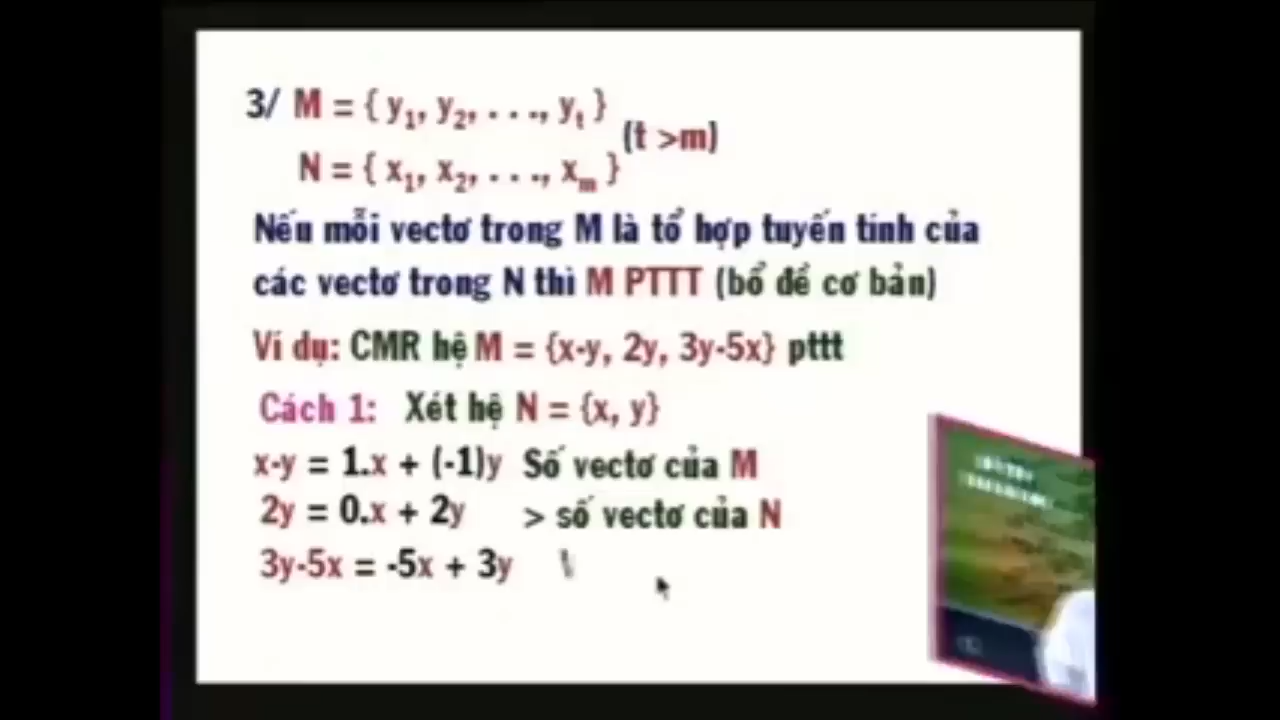 3/ M = { y1, y2, . . ., yt }
(t >m)
N = { x1, x2, . . ., xm }
Nếu mỗi vectơ trong M là tổ hợp tuyến tính của
các vectơ trong N thì M PTTT (bổ đề cơ bản)
Ví dụ: CMR hệ M = {x-y, 2y, 3y-5x} pttt
Cách 1: Xét hệ N = {x, y}
x-y = 1.x + (-1)y Số vectơ của M
2y = 0.x + 2y > số vectơ của N
3y-5x = -5x + 3y